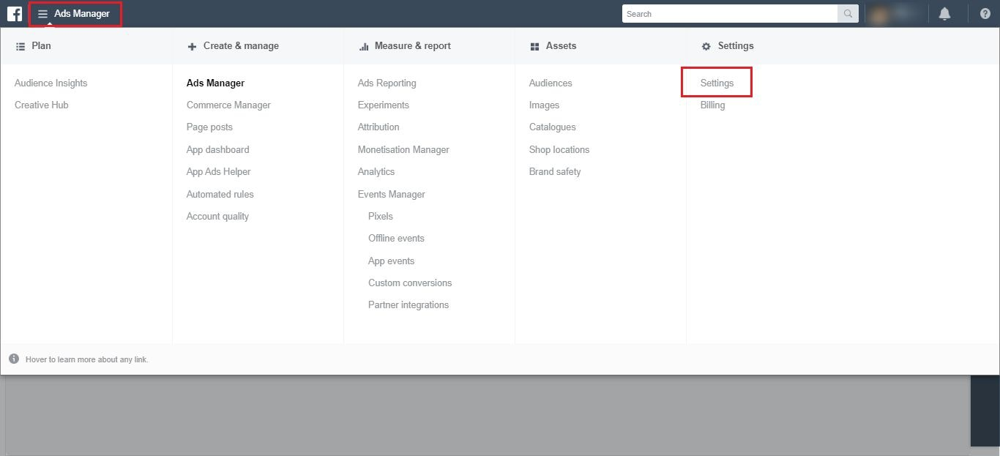 Ads Manager
Search
Plan
Audience Insights
Creative Hub
Create & manage
Ads Manager
Commerce Manager
Page posts
App dashboard
App Ads Helper
Automated rules
Account quality
Measure & report
Ads Reporting
Experiments
Attribution
Monetisation Manager
Analytics
Events Manager
Pixels
Offline events
App events
Custom conversions
Partner integrations
Assets
Audiences
Images
Catalogues
Shop locations
Brand safety
Settings
Settings
Billing
Hover to learn more about any link.